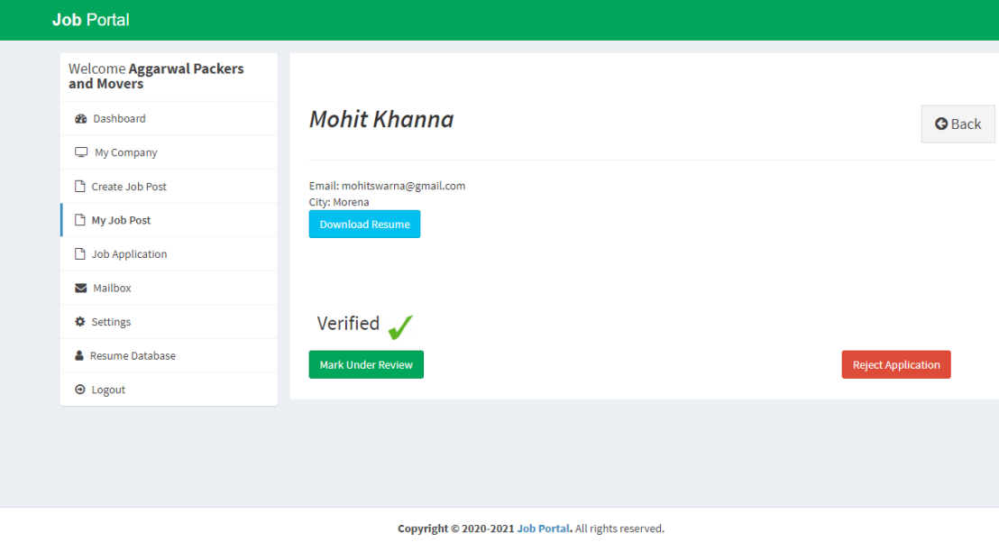 Job Portal
Welcome Aggarwal Packers
and Movers
Dashboard
My Company
Create Job Post
My Job Post
Job Application
Mailbox
Settings
Resume Database
Logout
Mohit Khanna
Back
Email: mohitswarna@gmail.com
City: Morena
Download Resume
Verified
Mark Under Review
Reject Application
Copyright © 2020-2021 Job Portal. All rights reserved.